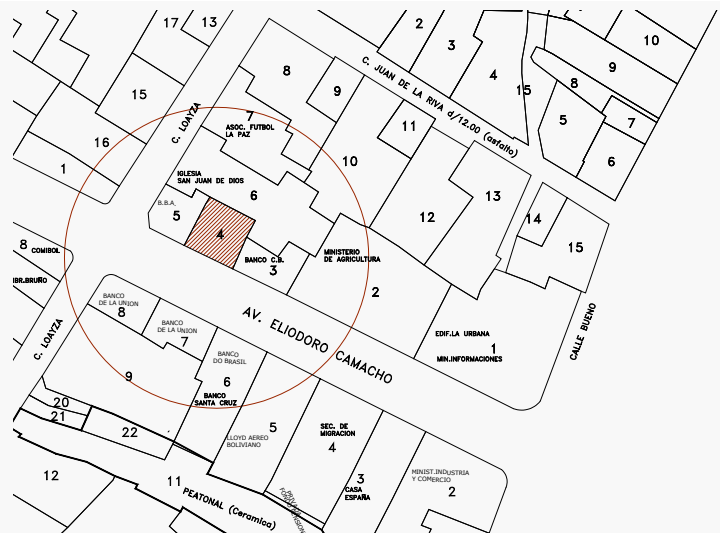 17
13
2
3
10
9
8
9
4
15
8
15
C. JUAN DE LA RIVA d/12.00 (asfalto)
C. LOAYZA
7
ASOC. FUTBOL
LA PAZ
11
5
7
16
10
6
1
IGLESIA
SAN JUAN DE DIOS
6
13
B.B.A.
5
12
14
4
15
8
COMIBOL
BANCO C.B.
3
MINISTERIO
DE AGRICULTURA
2
BR.BRUÑO
BANCO
DE LA UNION
8
BANCO
DE LA UNION
7
AV. ELIODORO CAMACHO
C. LOAYZA
EDIF.LA URBANA
1
MIN.INFORMACIONES
CALLE BUENO
BANCO
DO BRASIL
9
6
BANCO
SANTA CRUZ
20
21
22
5
LLOYD AEREO
BOLIVIANO
SEC. DE
MIGRACION
4
12
11
3
CASA
ESPAÑA
MINIST.INDUSTRIA
Y COMERCIO
2
PEATONAL (Ceramica)